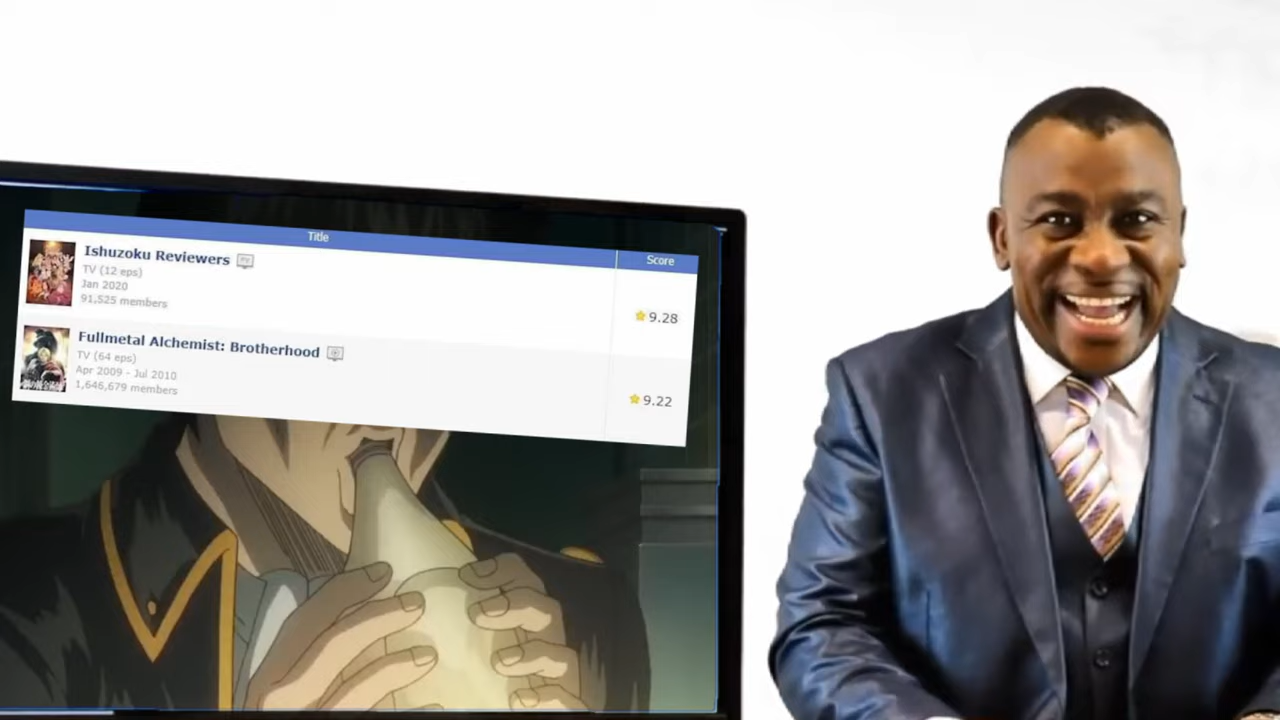 Title
Score
Ishuzoku Reviewers
TV (12 eps)
Jan 2020
91,525 members
9.28
Fullmetal Alchemist: Brotherhood
TV (64 eps)
Apr 2009 - Jul 2010
1,646,679 members
9.22